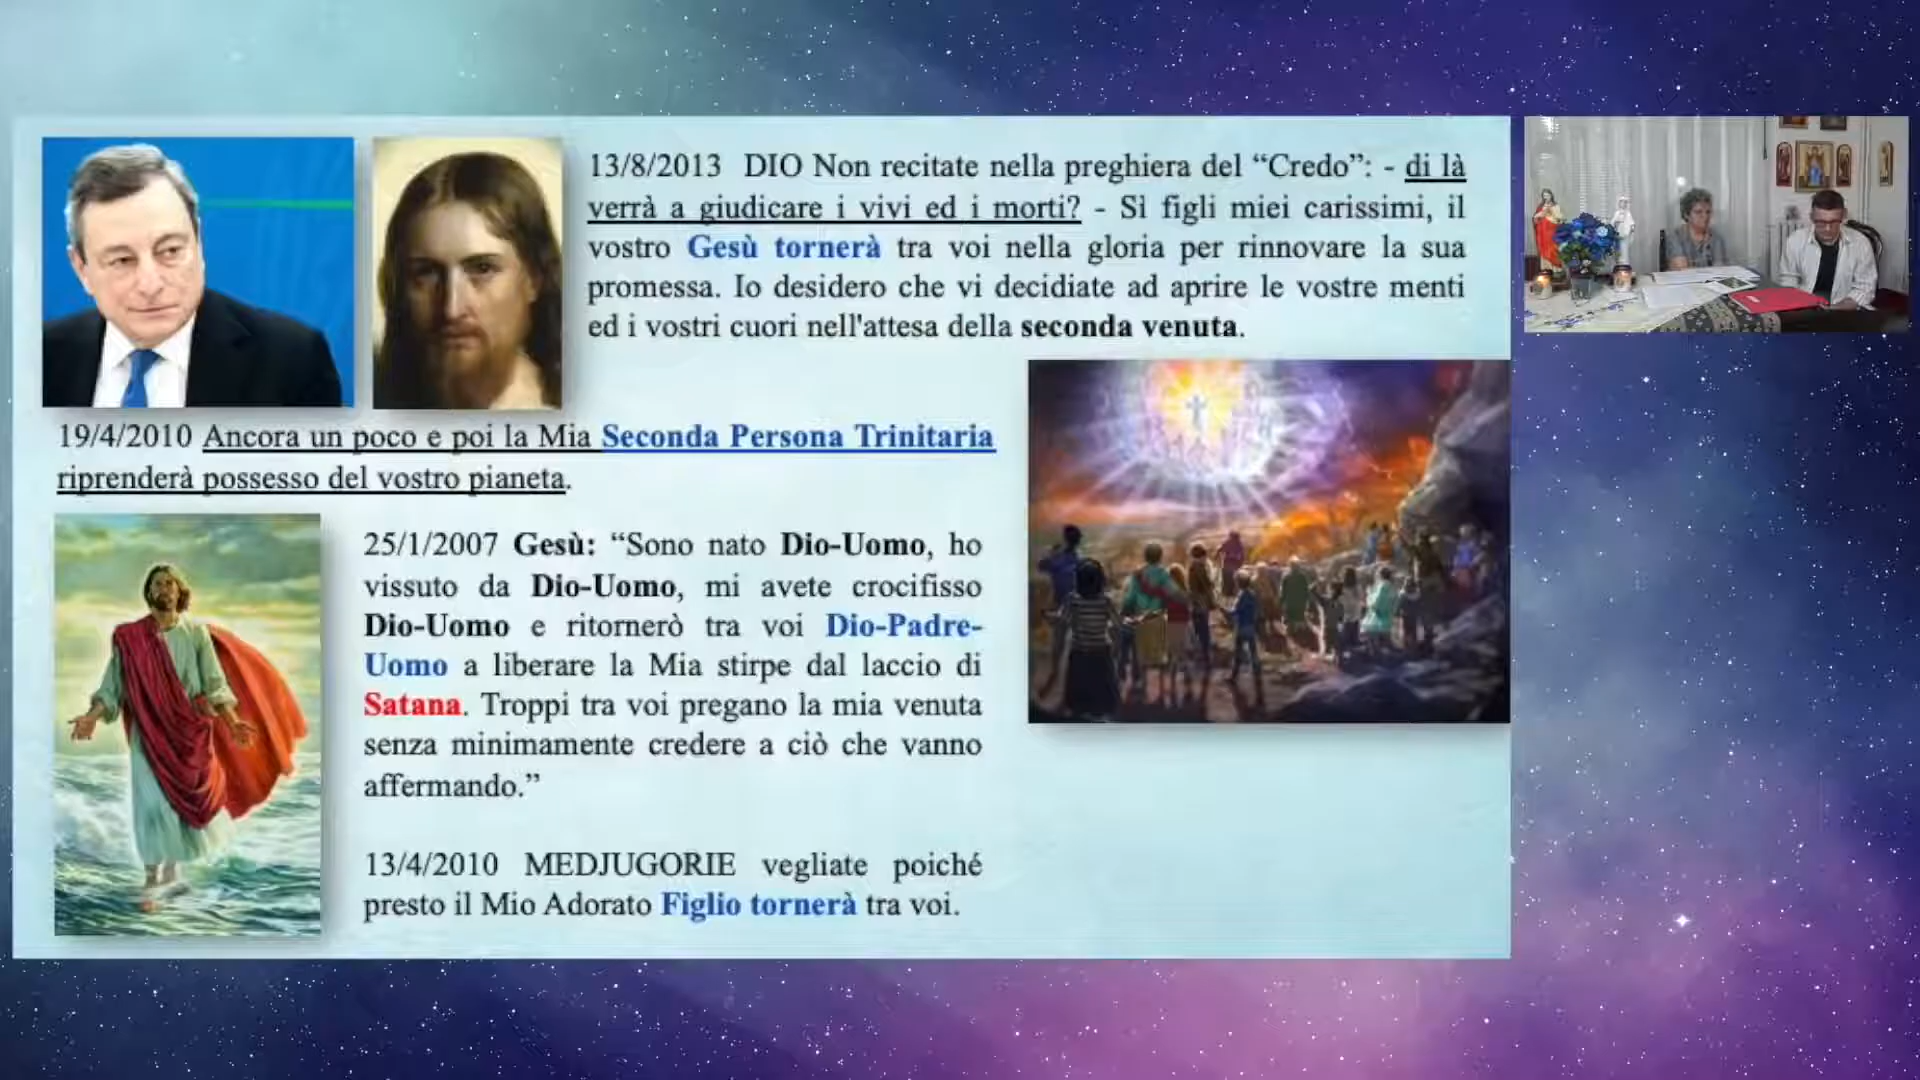 13/8/2013 DIO Non recitate nella preghiera del “Credo”: - di là
verrà a giudicare i vivi ed i morti? - Sì figli miei carissimi, il
vostro Gesù tornerà tra voi nella gloria per rinnovare la sua
promessa. Io desidero che vi decidiate ad aprire le vostre menti
ed i vostri cuori nell'attesa della seconda venuta.
19/4/2010 Ancora un poco e poi la Mia Seconda Persona Trinitaria
riprenderà possesso del vostro pianeta.
25/1/2007 Gesù: “Sono nato Dio-Uomo, ho
vissuto da Dio-Uomo, mi avete crocifisso
Dio-Uomo e ritornerò tra voi Dio-Padre-
Uomo a liberare la Mia stirpe dal laccio di
Satana. Troppi tra voi pregano la mia venuta
senza minimamente credere a ciò che vanno
affermando.”
13/4/2010 MEDJUGORIE vegliate poiché
presto il Mio Adorato Figlio tornerà tra voi.